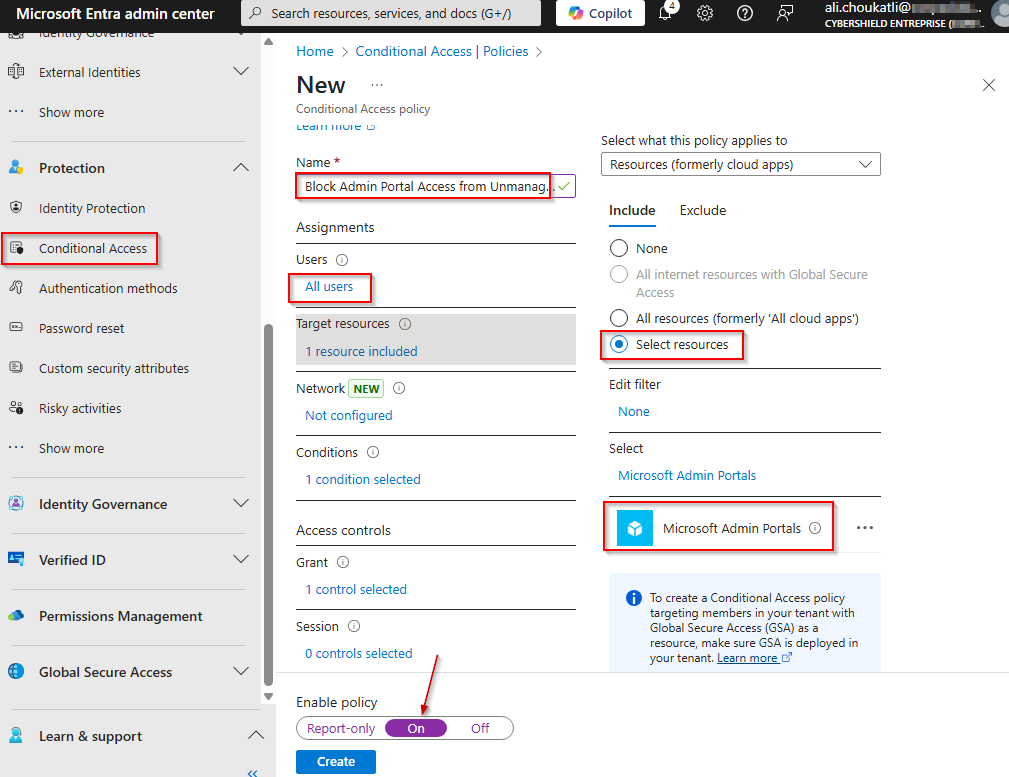 Microsoft Entra admin center
Search resources, services, and docs (G+/)
Copilot
4
ali.choukatli@
CYBERSHIELD ENTREPRISE (
Identity Governance
External Identities
Show more
Protection
Identity Protection
Conditional Access
Authentication methods
Password reset
Custom security attributes
Risky activities
Show more
Identity Governance
Verified ID
Permissions Management
Global Secure Access
Learn & support
Home > Conditional Access | Policies >
New ...
Conditional Access policy
Learn more
Name *
Block Admin Portal Access from Unmanag...
Assignments
Users
All users
Target resources
1 resource included
Network NEW
Not configured
Conditions
1 condition selected
Access controls
Grant
1 control selected
Session
0 controls selected
Select what this policy applies to
Resources (formerly cloud apps)
Include Exclude
None
All internet resources with Global Secure
Access
All resources (formerly 'All cloud apps')
Select resources
Edit filter
None
Select
Microsoft Admin Portals
Microsoft Admin Portals
To create a Conditional Access policy
targeting members in your tenant with
Global Secure Access (GSA) as a
resource, make sure GSA is deployed in
your tenant. Learn more
Enable policy
Report-only On Off
Create